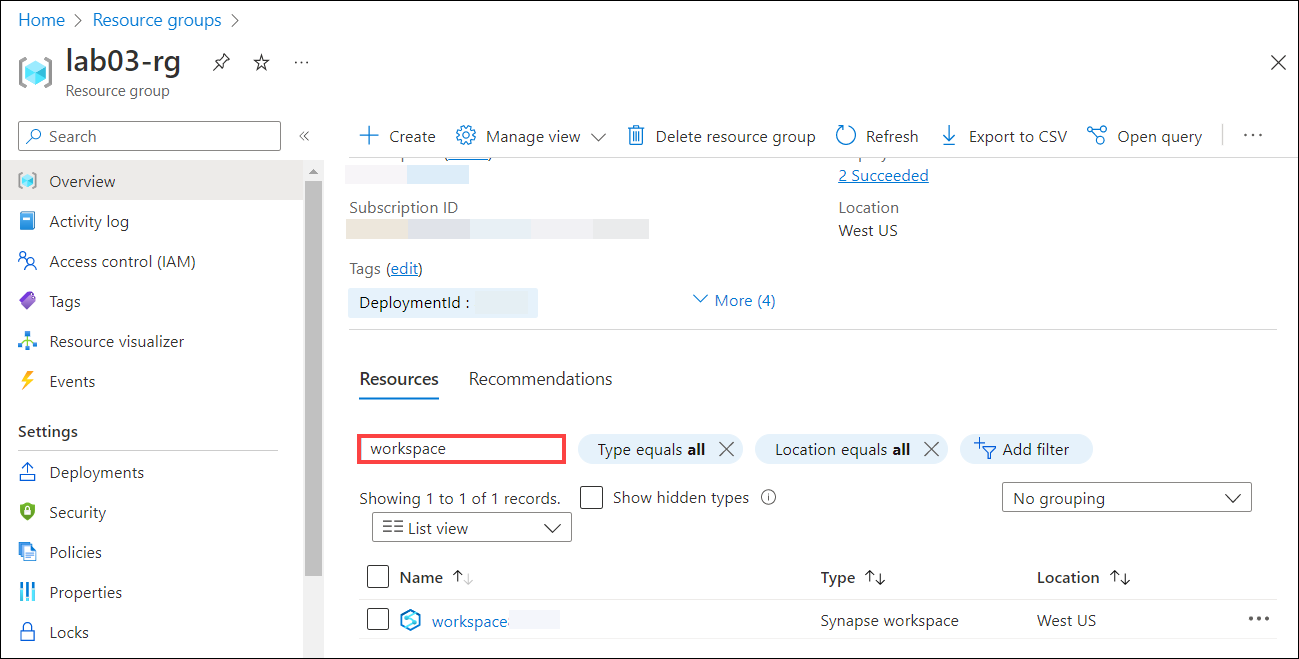 Home > Resource groups >
lab03-rg ...
Resource group
Search «
Create Manage view Delete resource group Refresh Export to CSV Open query ...
Overview
Activity log
Access control (IAM)
Tags
Resource visualizer
Events
Settings
Deployments
Security
Policies
Properties
Locks
2 Succeeded
Subscription ID
Location
West US
Tags (edit)
DeploymentId :
More (4)
Resources Recommendations
workspace Type equals all Location equals all Add filter
Showing 1 to 1 of 1 records. Show hidden types No grouping
List view
Name Type Location
workspace Synapse workspace West US ...